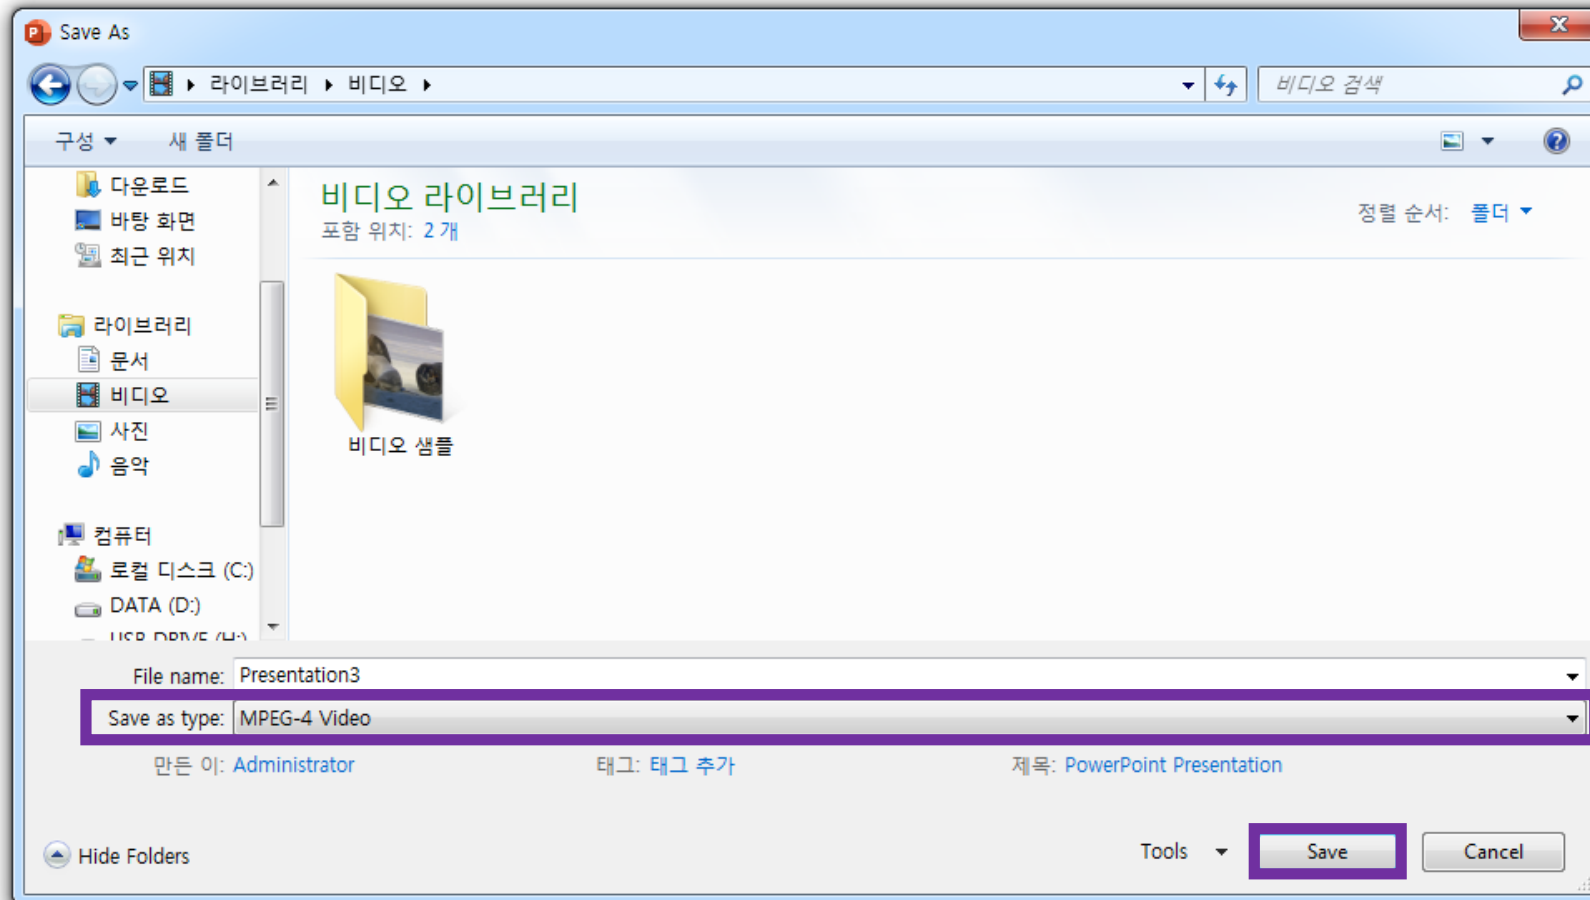 Save As
라이브러리 비디오
비디오 검색
구성 새 폴더
다운로드
바탕 화면
최근 위치
라이브러리
문서
비디오
사진
음악
컴퓨터
로컬 디스크 (C:)
DATA (D:)
USB DRIVE (H:)
비디오 라이브러리
포함 위치: 2 개
정렬 순서: 폴더
비디오 샘플
File name: Presentation3
Save as type: MPEG-4 Video
만든 이: Administrator 태그: 태그 추가 제목: PowerPoint Presentation
Hide Folders Tools Save Cancel